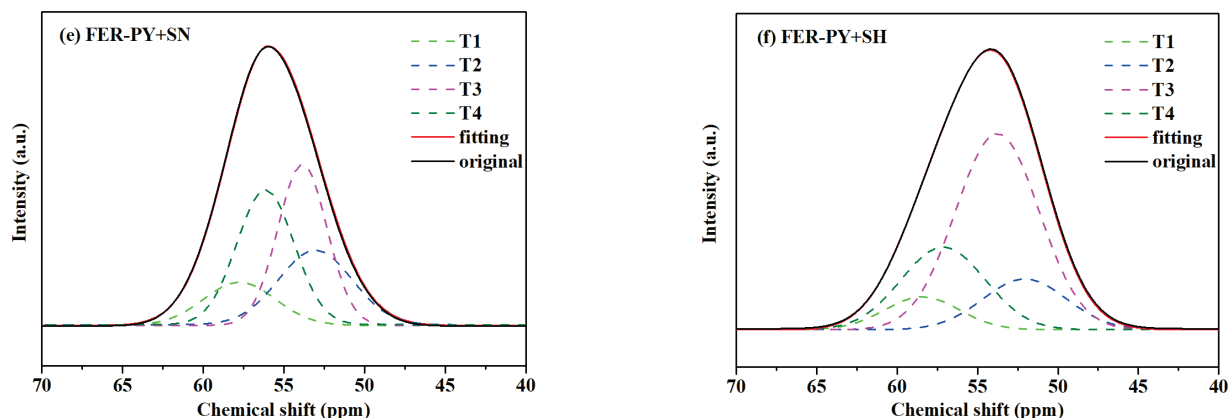 (e) FER-PY+SN
T1
T2
T3
T4
fitting
original
Intensity (a.u.)
70 65 60 55 50 45 40
Chemical shift (ppm)
(f) FER-PY+SH
T1
T2
T3
T4
fitting
original
Intensity (a.u.)
70 65 60 55 50 45 40
Chemical shift (ppm)